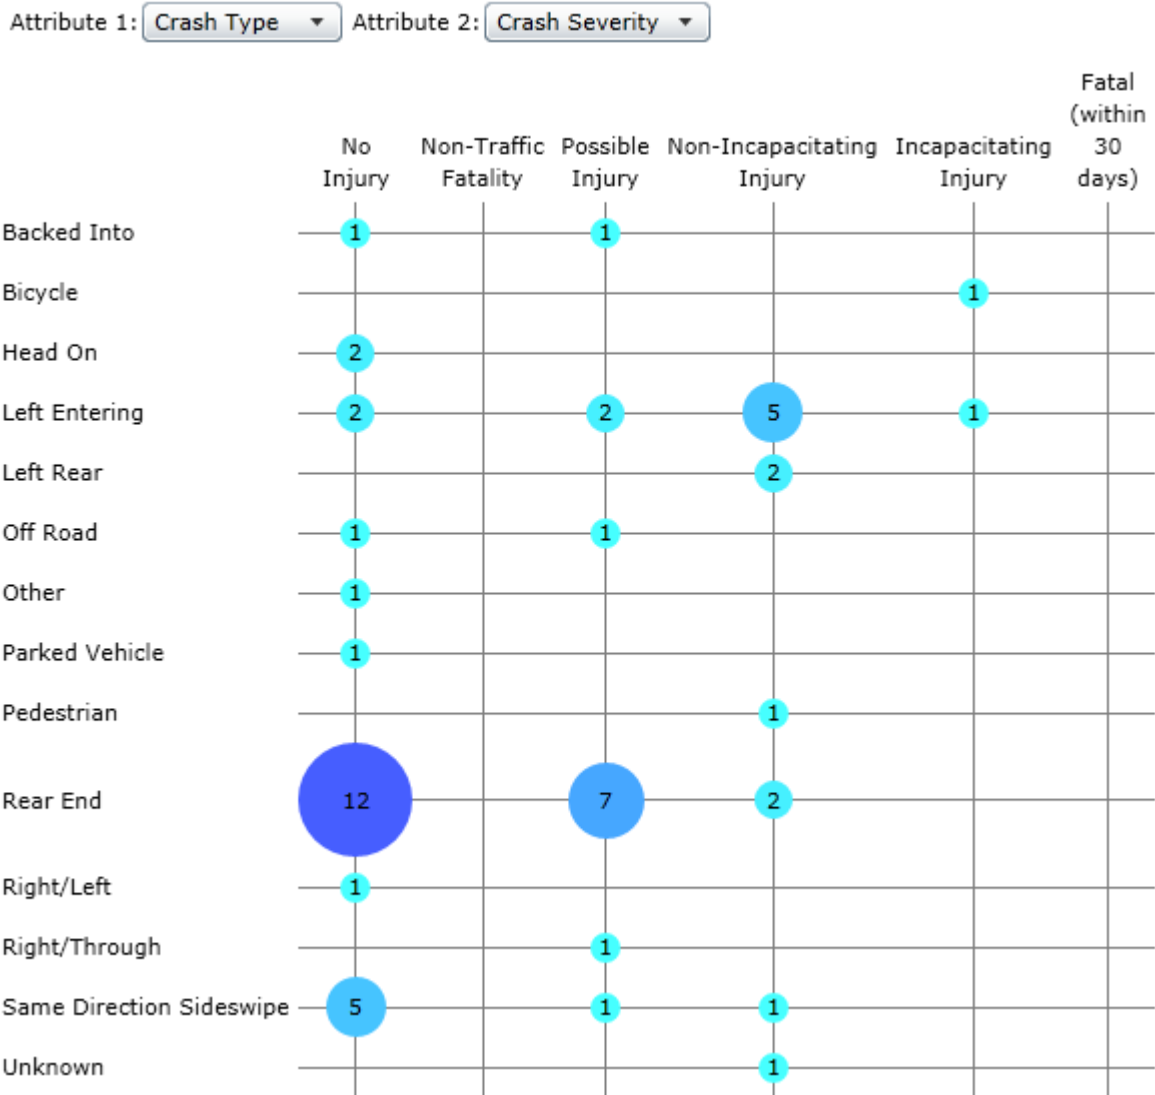 Attribute 1: Crash Type Attribute 2: Crash Severity
Fatal
(within
No Non-Traffic Possible Non-Incapacitating Incapacitating 30
Injury Fatality Injury Injury Injury days)
Backed Into 1 1
Bicycle 1
Head On 2
Left Entering 2 2 5 1
Left Rear 2
Off Road 1 1
Other 1
Parked Vehicle 1
Pedestrian 1
Rear End 12 7 2
Right/Left 1
Right/Through 1
Same Direction Sideswipe 5 1 1
Unknown 1